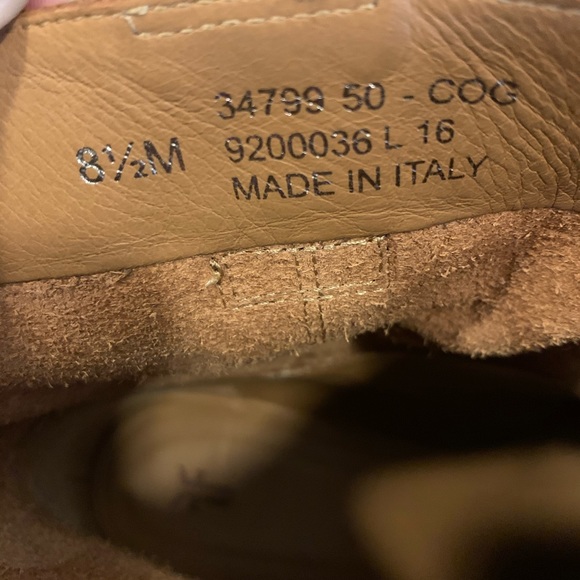 34799 50 - COG
8½M 9200036 L 16
MADE IN ITALY